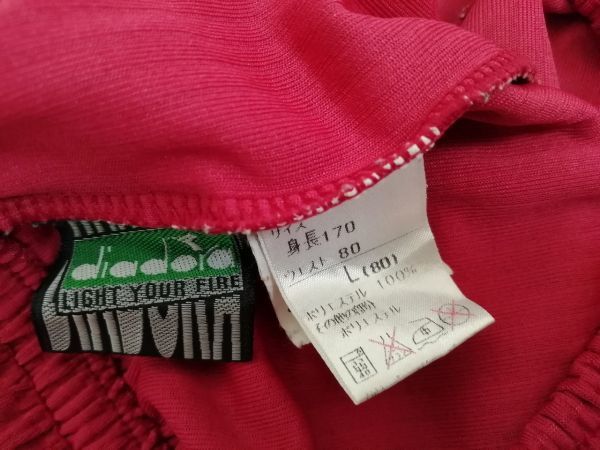 diadora
LIGHT YOUR FIRE
サイズ
身長170
ウェスト 80
L (80)
ポリエステル 100%
(その他の部分)
ポリエステル